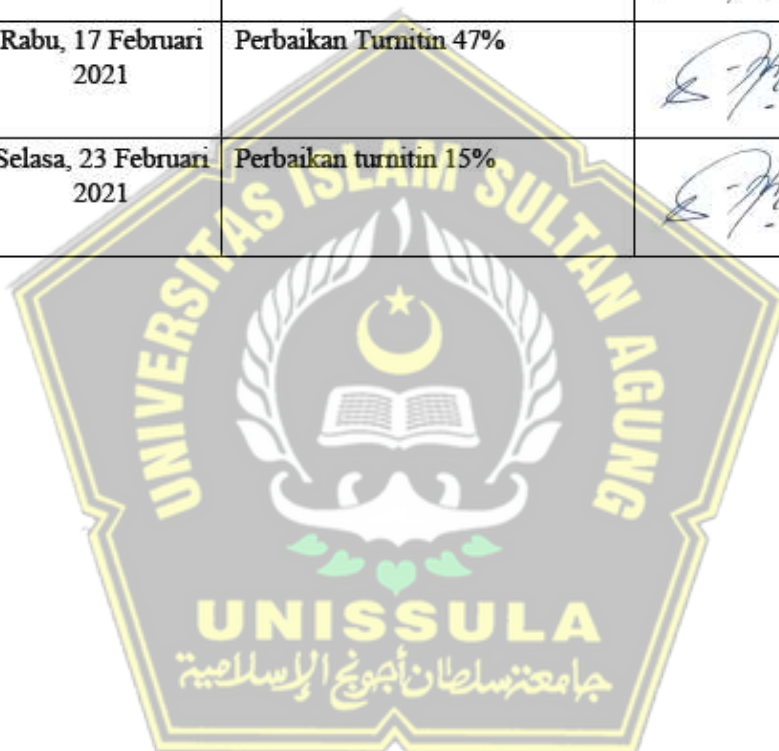 Rabu, 17 Februari
2021
Perbaikan Turnitin 47%
Selasa, 23 Februari
2021
Perbaikan turnitin 15%
UNIVERSITAS ISLAM SULTAN AGUNG
UNISSULA
جامعة سلطان أجونج الإسلامية